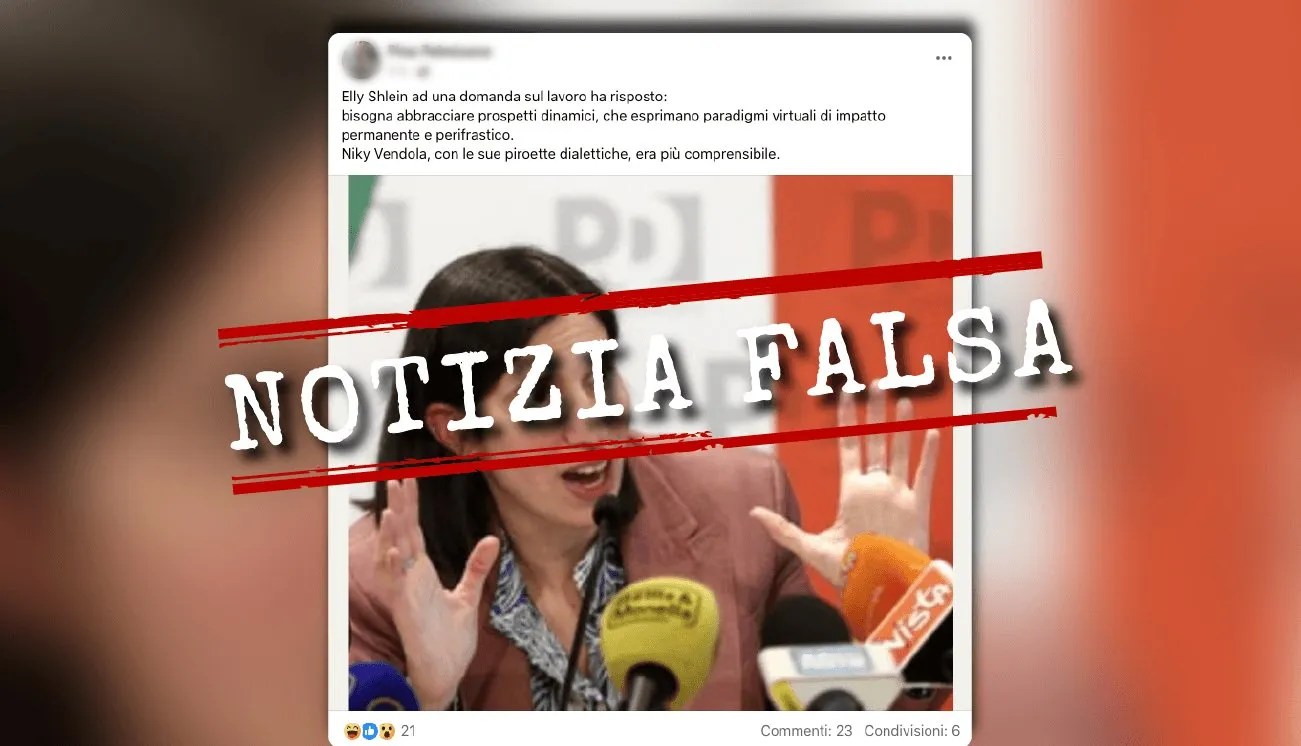 Elly Shlein ad una domanda sul lavoro ha risposto:
bisogna abbracciare prospetti dinamici, che esprimano paradigmi virtuali di impatto
permanente e perifrastico.
Niky Vendola, con le sue piroette dialettiche, era più comprensibile.
PD
NOTIZIA FALSA
vista
21
Commenti: 23 Condivisioni: 6